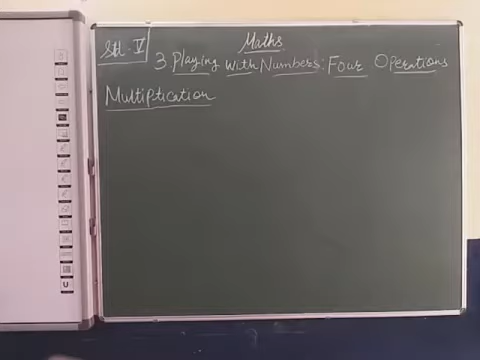 Maths
Std. V
3 Playing With Numbers: Four Operations
Multiplication
U